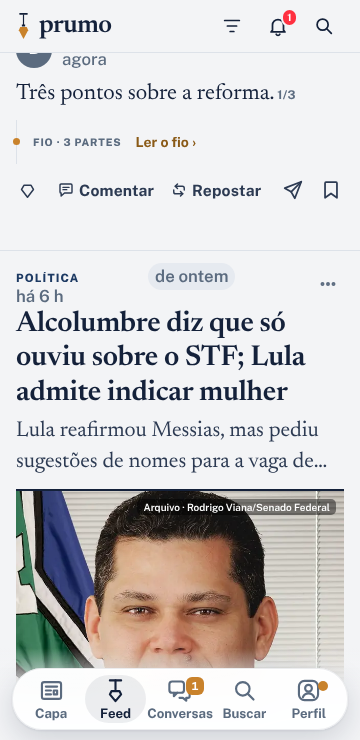 prumo
1
agora
Três pontos sobre a reforma. 1/3
FIO · 3 PARTES Ler o fio ›
Comentar Repostar
POLÍTICA de ontem
há 6 h
Alcolumbre diz que só
ouviu sobre o STF; Lula
admite indicar mulher
Lula reafirmou Messias, mas pediu
sugestões de nomes para a vaga de...
Arquivo · Rodrigo Viana/Senado Federal
1
Capa Feed Conversas Buscar Perfil